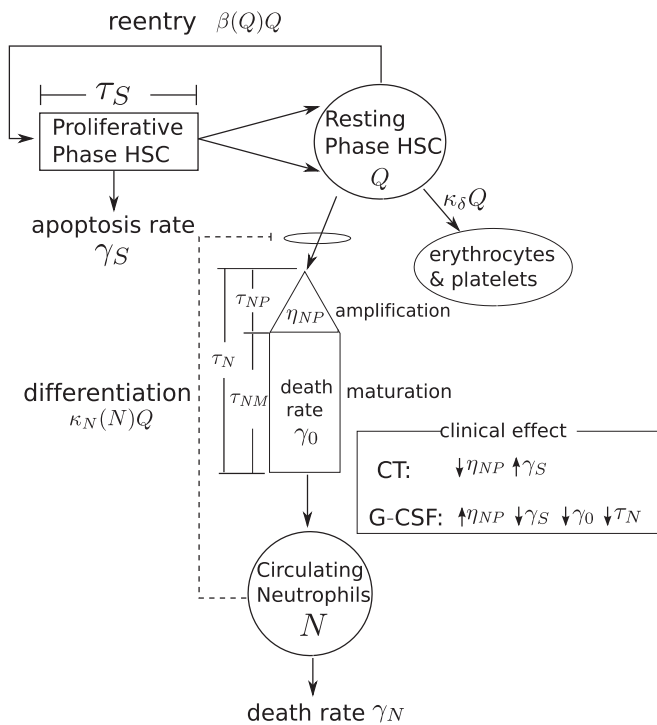 reentry β(Q)Q
τ_S
Proliferative
Phase HSC
Resting
Phase HSC
Q
κ_δQ
apoptosis rate
γ_S
erythrocytes
& platelets
τ_NP
η_NP
amplification
τ_N
differentiation
κ_N(N)Q
τ_NM
death
rate
γ_0
maturation
clinical effect
CT: ↓η_NP ↑γ_S
G-CSF: ↑η_NP ↓γ_S ↓γ_0 ↓τ_N
Circulating
Neutrophils
N
death rate γ_N